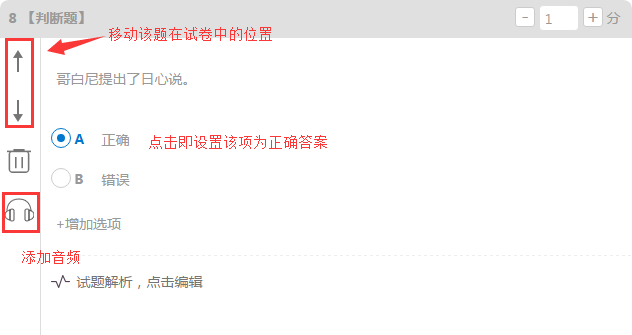 8 【判断题】 - 1 + 分
移动该题在试卷中的位置
哥白尼提出了日心说。
A 正确 点击即设置该项为正确答案
B 错误
+增加选项
添加音频
试题解析，点击编辑